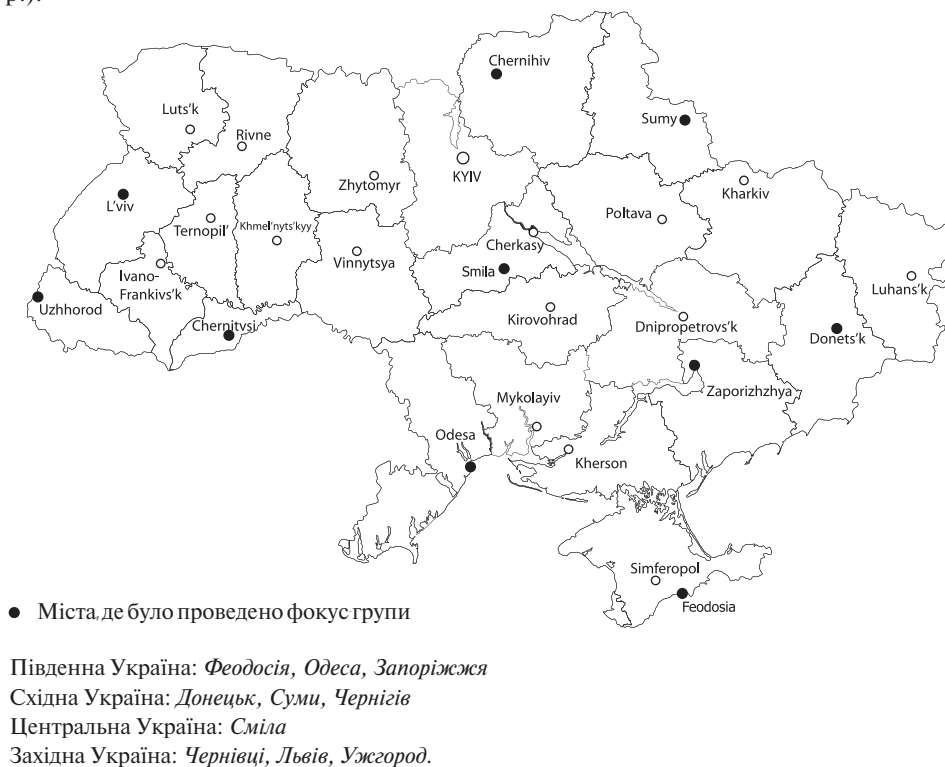 р.).
Chernihiv
Sumy
Luts'k
Rivne
KYIV
Zhytomyr
Kharkiv
L'viv
Poltava
Ternopil'
Khmel'nyts'kyy
Cherkasy
Vinnytsya
Smila
Ivano-
Frankivs'k
Luhans'k
Uzhhorod
Kirovohrad
Dnipropetrovs'k
Chernitvsi
Donets'k
Zaporizhzhya
Mykolayiv
Odesa
Kherson
Simferopol
Feodosia
● Міста, де було проведено фокус групи
Південна Україна: Феодосія, Одеса, Запоріжжя
Східна Україна: Донецьк, Суми, Чернігів
Центральна Україна: Сміла
Західна Україна: Чернівці, Львів, Ужгород.